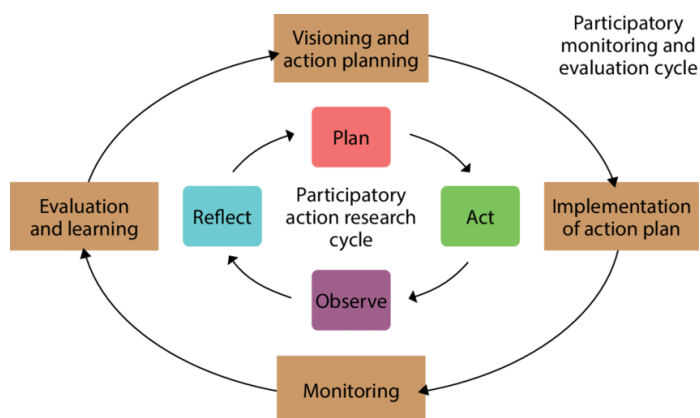 Visioning and
action planning
Participatory
monitoring and
evaluation cycle
Plan
Evaluation
and learning
Reflect
Participatory
action research
cycle
Act
Implementation
of action plan
Observe
Monitoring